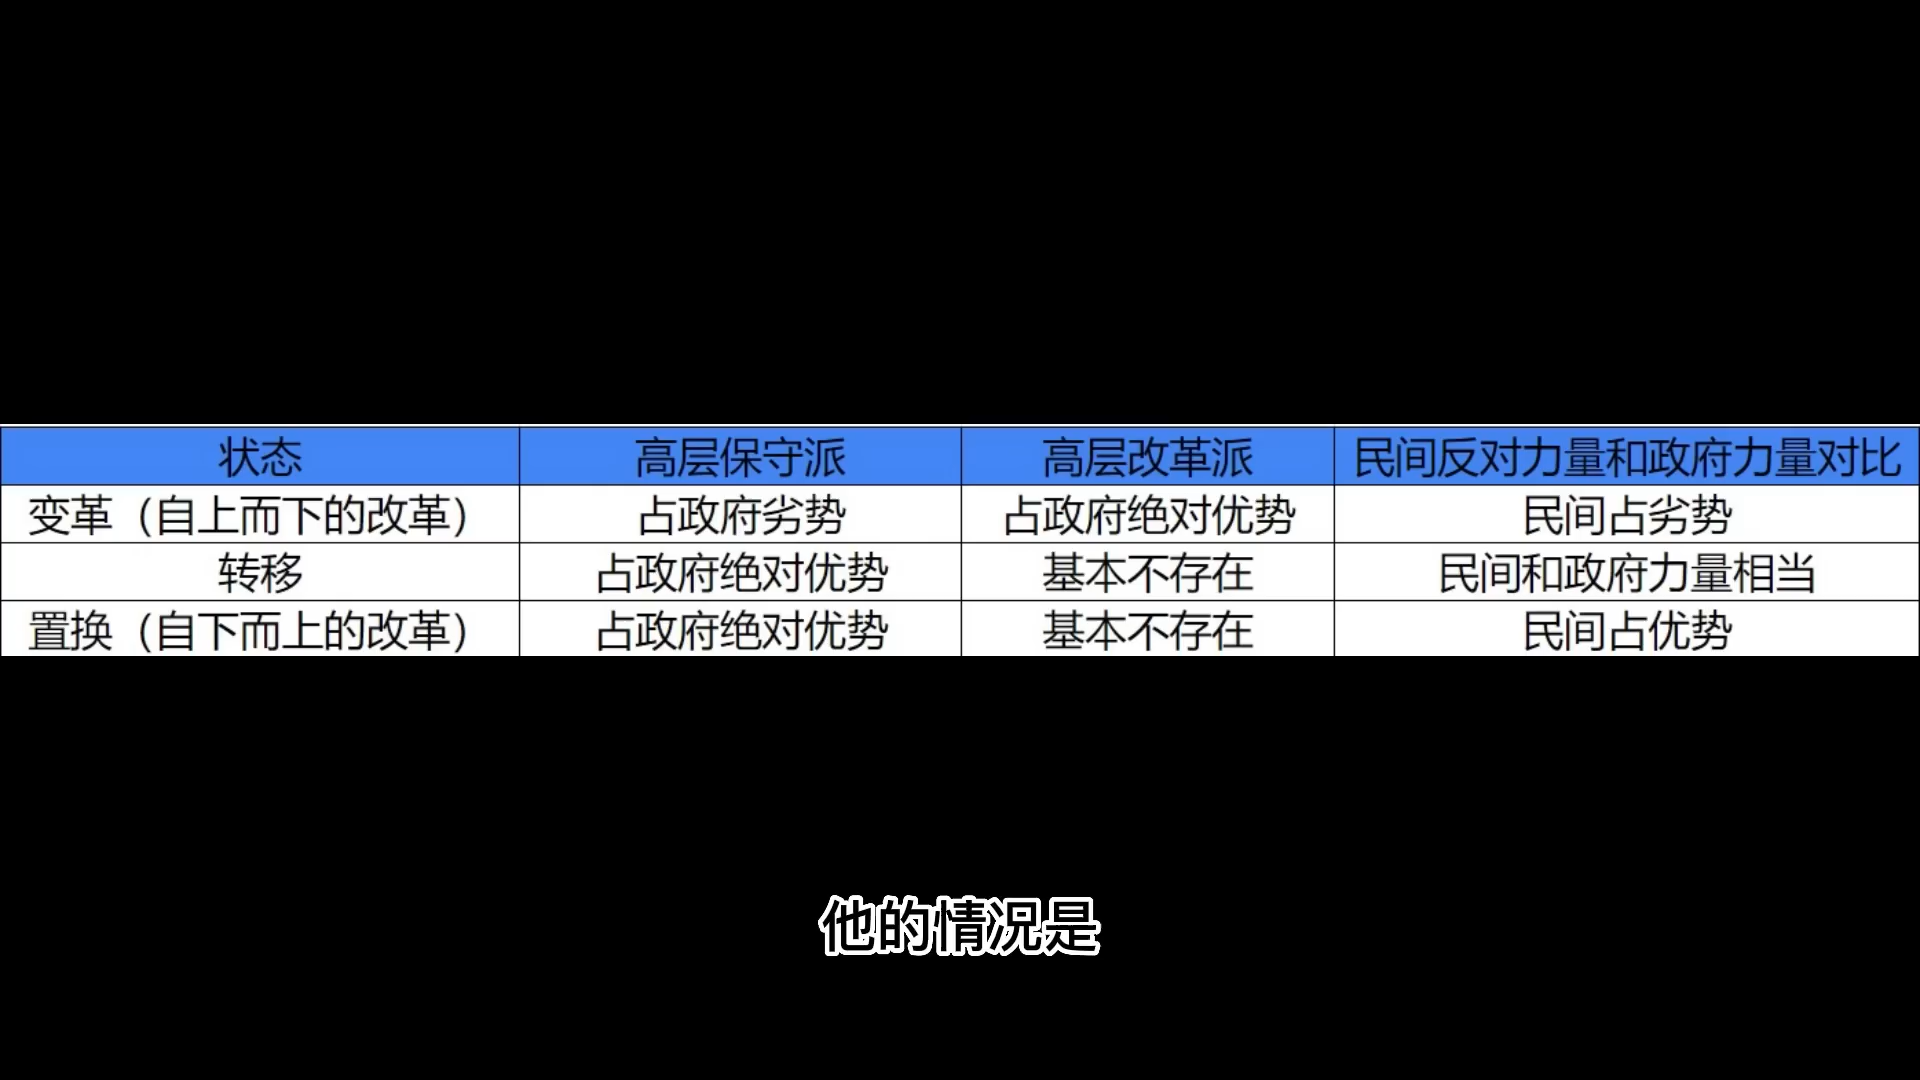 状态 高层保守派 高层改革派 民间反对力量和政府力量对比
变革（自上而下的改革） 占政府劣势 占政府绝对优势 民间占劣势
转移 占政府绝对优势 基本不存在 民间和政府力量相当
置换（自下而上的改革） 占政府绝对优势 基本不存在 民间占优势
他的情况是